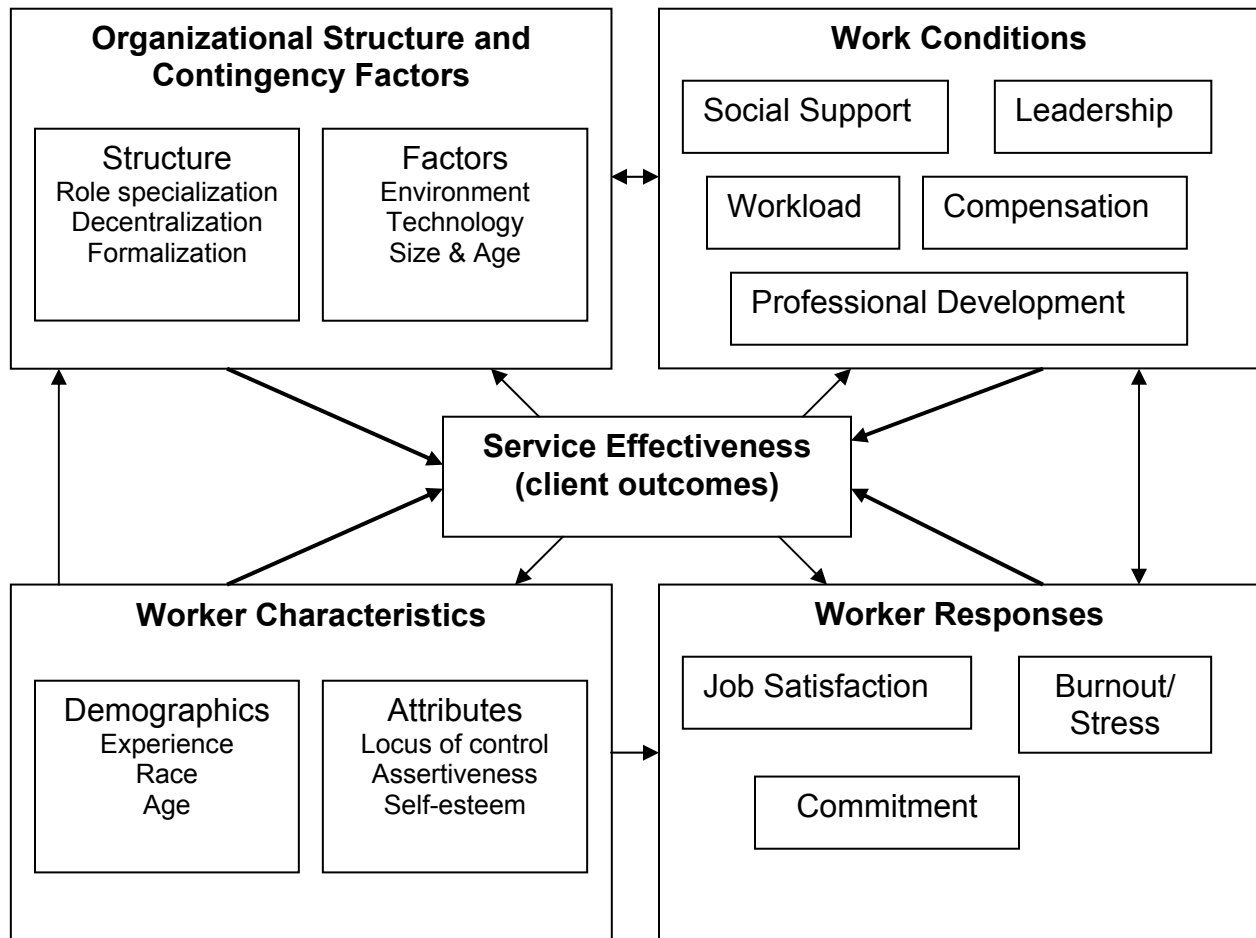 Organizational Structure and
Contingency Factors
Structure
Role specialization
Decentralization
Formalization
Factors
Environment
Technology
Size & Age
Work Conditions
Social Support
Leadership
Workload
Compensation
Professional Development
Service Effectiveness
(client outcomes)
Worker Characteristics
Demographics
Experience
Race
Age
Attributes
Locus of control
Assertiveness
Self-esteem
Worker Responses
Job Satisfaction
Burnout/
Stress
Commitment